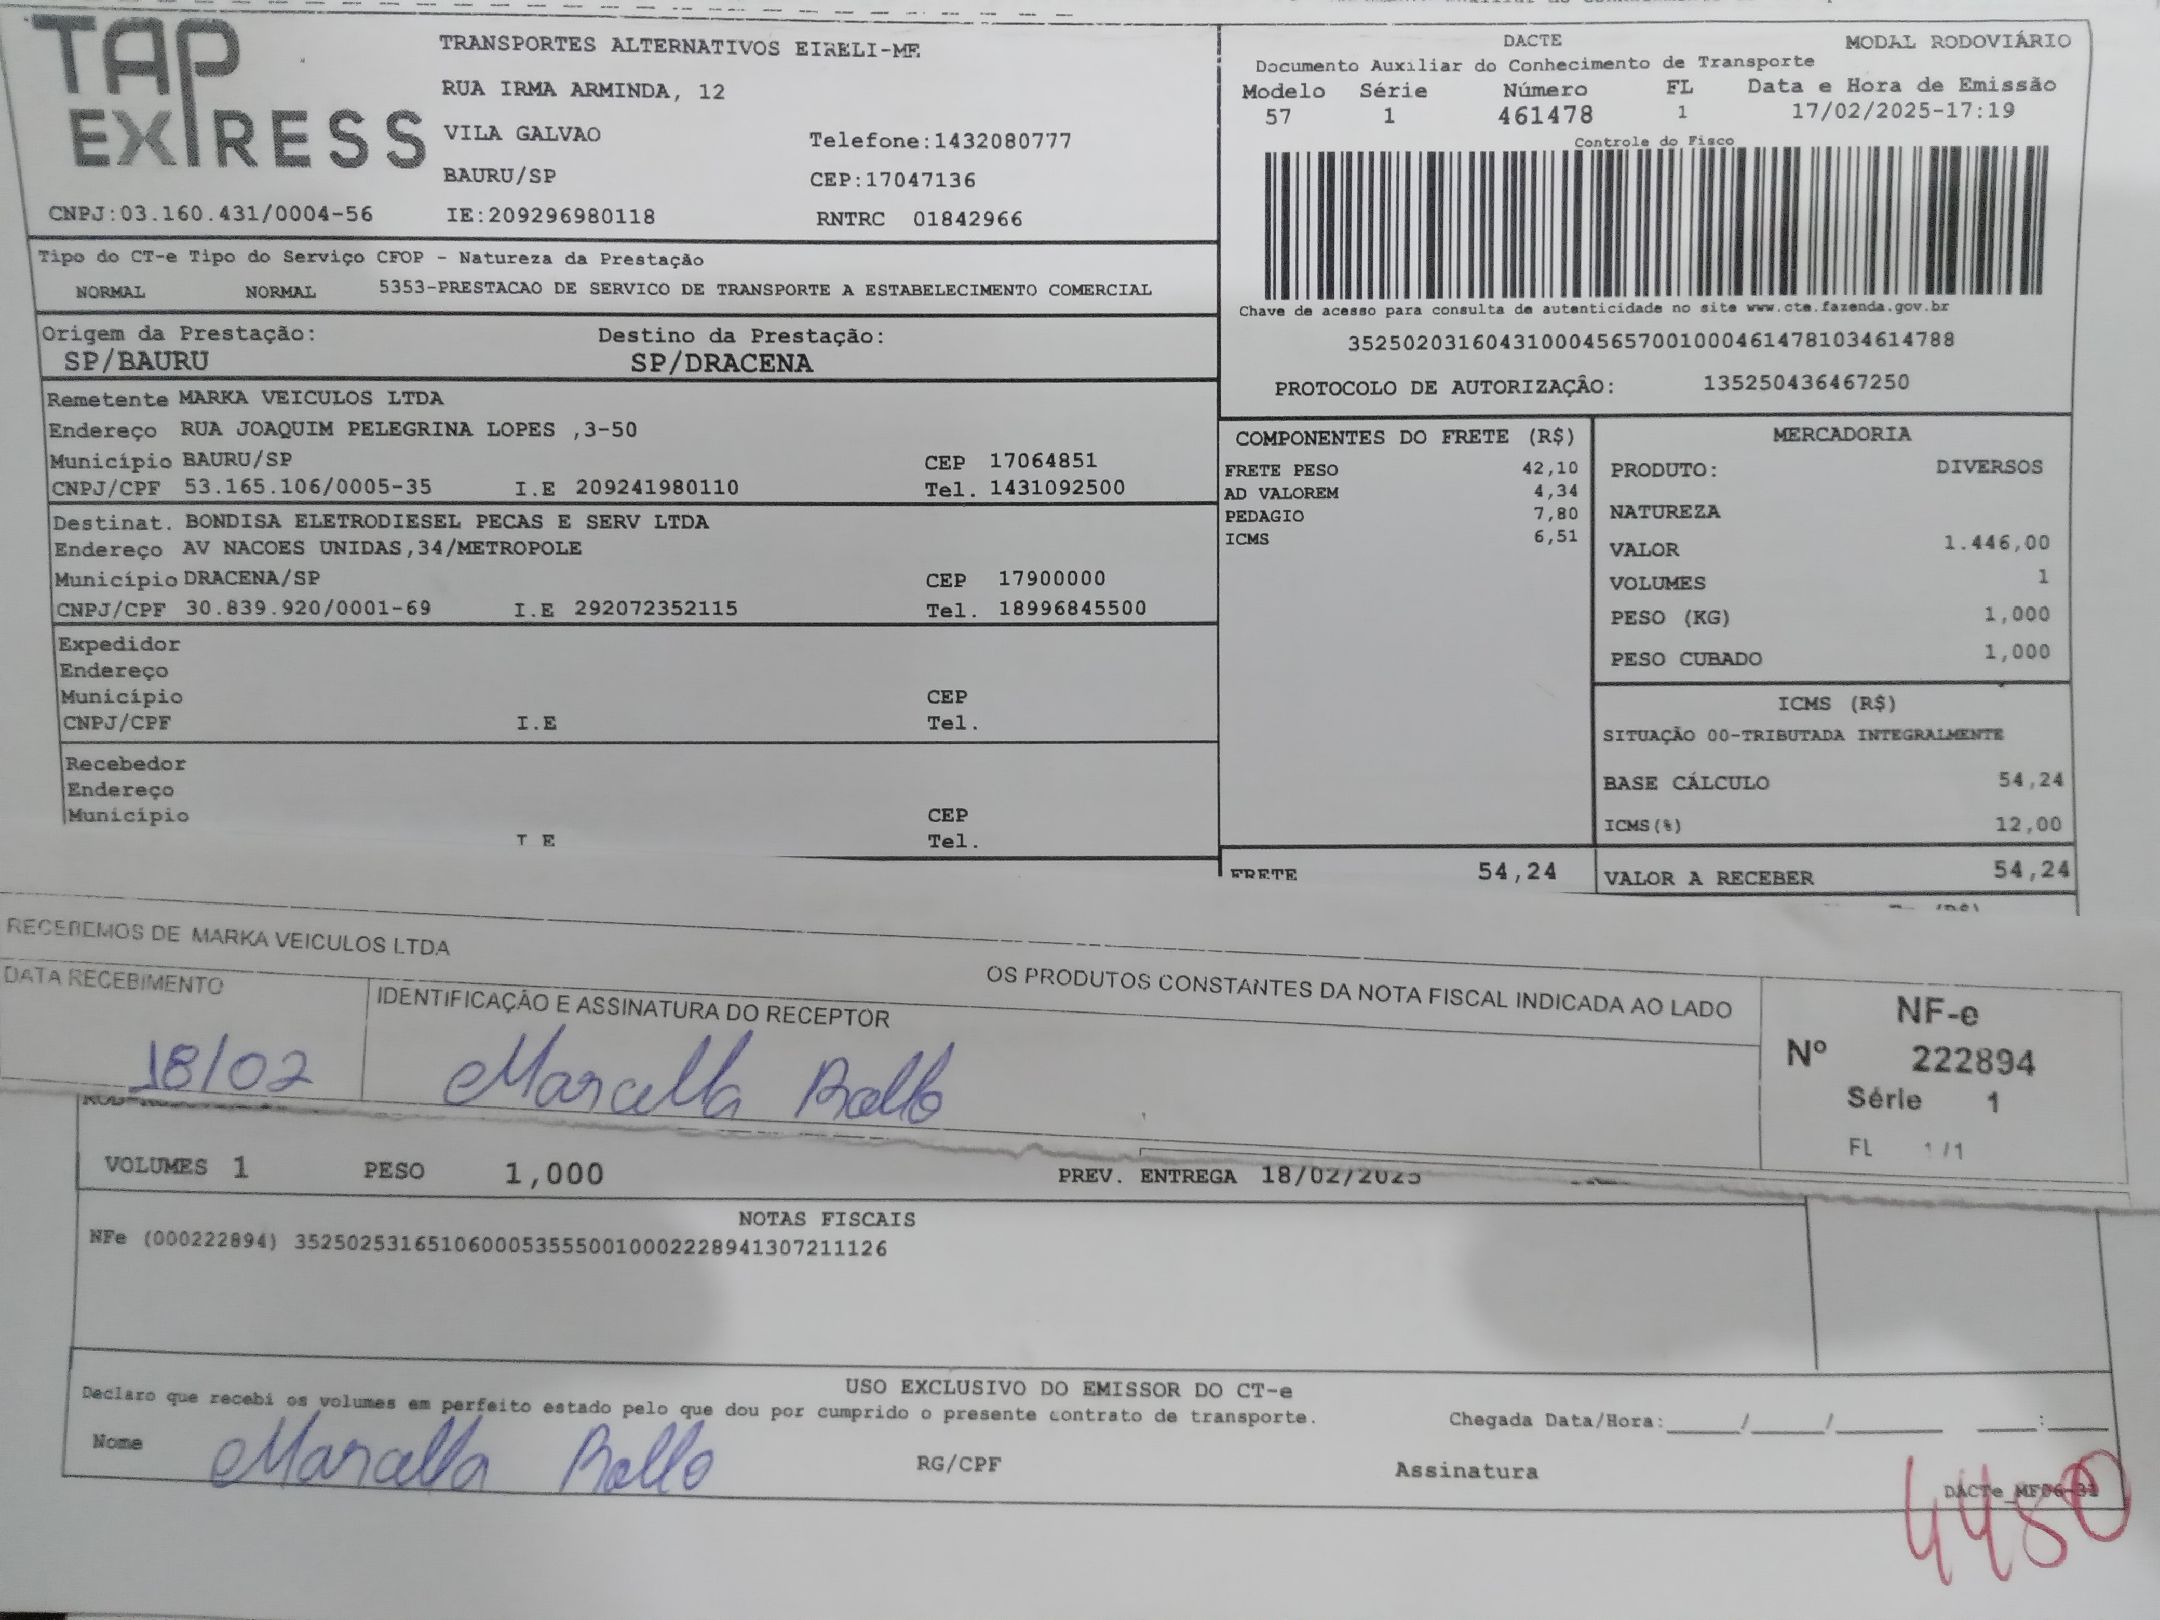 TAP EXPRESS
TRANSPORTES ALTERNATIVOS EIRELI-ME
RUA IRMA ARMINDA, 12
VILA GALVAO Telefone:1432080777
BAURU/SP CEP:17047136
CNPJ:03.160.431/0004-56 IE:209296980118 RNTRC 01842966
DACTE MODAL RODOVIÁRIO
Documento Auxiliar do Conhecimento de Transporte
Modelo Série Número FL Data e Hora de Emissão
57 1 461478 1 17/02/2025-17:19
Controle do Fisco
Chave de acesso para consulta de autenticidade no site www.cte.fazenda.gov.br
35250203160431000456570010004614781034614788
PROTOCOLO DE AUTORIZAÇÃO: 135250436467250
Tipo do CT-e Tipo do Serviço CFOP - Natureza da Prestação
NORMAL NORMAL 5353-PRESTACAO DE SERVICO DE TRANSPORTE A ESTABELECIMENTO COMERCIAL
Origem da Prestação: Destino da Prestação:
SP/BAURU SP/DRACENA
Remetente MARKA VEICULOS LTDA
Endereço RUA JOAQUIM PELEGRINA LOPES ,3-50
Município BAURU/SP CEP 17064851
CNPJ/CPF 53.165.106/0005-35 I.E 209241980110 Tel. 1431092500
Destinat. BONDISA ELETRODIESEL PECAS E SERV LTDA
Endereço AV NACOES UNIDAS,34/METROPOLE
Município DRACENA/SP CEP 17900000
CNPJ/CPF 30.839.920/0001-69 I.E 292072352115 Tel. 18996845500
Expedidor
Endereço
Município CEP
CNPJ/CPF I.E Tel.
Recebedor
Endereço
Município CEP
I E Tel.
COMPONENTES DO FRETE (R$)
FRETE PESO 42,10
AD VALOREM 4,34
PEDAGIO 7,80
ICMS 6,51
FRETE 54,24
MERCADORIA
PRODUTO: DIVERSOS
NATUREZA
VALOR 1.446,00
VOLUMES 1
PESO (KG) 1,000
PESO CUBADO 1,000
ICMS (R$)
SITUAÇÃO 00-TRIBUTADA INTEGRALMENTE
BASE CÁLCULO 54,24
ICMS(%) 12,00
VALOR A RECEBER 54,24
RECEBEMOS DE MARKA VEICULOS LTDA
OS PRODUTOS CONSTANTES DA NOTA FISCAL INDICADA AO LADO
DATA RECEBIMENTO IDENTIFICAÇÃO E ASSINATURA DO RECEPTOR
18/02 Marcella Rallo
NF-e
Nº 222894
Série 1
FL 1/1
VOLUMES 1 PESO 1,000 PREV. ENTREGA 18/02/2025
NOTAS FISCAIS
NFe (000222894) 35250253165106000535550010002228941307211126
USO EXCLUSIVO DO EMISSOR DO CT-e
Declaro que recebi os volumes em perfeito estado pelo que dou por cumprido o presente contrato de transporte.
Chegada Data/Hora:____/____/______ ___:___
Nome Marcella Rallo RG/CPF Assinatura
4480